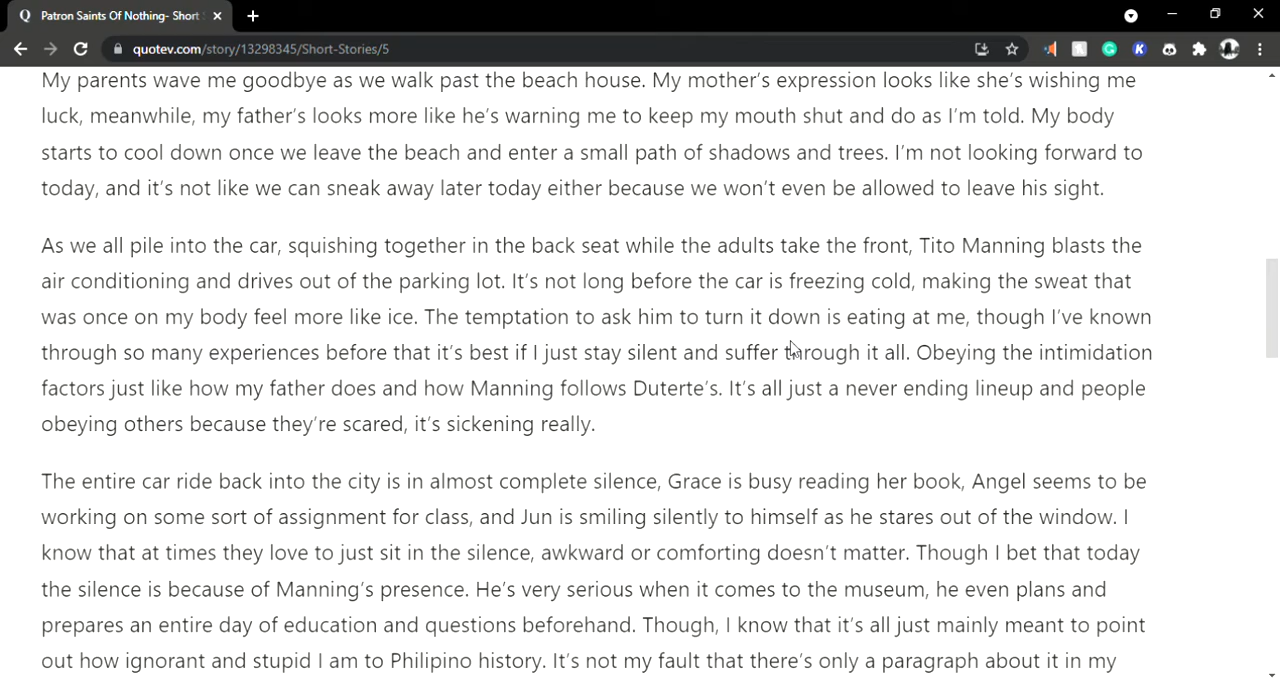 Patron Saints Of Nothing- Short
quotev.com/story/13298345/Short-Stories/5
My parents wave me goodbye as we walk past the beach house. My mother's expression looks like she's wishing me
luck, meanwhile, my father's looks more like he's warning me to keep my mouth shut and do as I'm told. My body
starts to cool down once we leave the beach and enter a small path of shadows and trees. I'm not looking forward to
today, and it's not like we can sneak away later today either because we won't even be allowed to leave his sight.
As we all pile into the car, squishing together in the back seat while the adults take the front, Tito Manning blasts the
air conditioning and drives out of the parking lot. It's not long before the car is freezing cold, making the sweat that
was once on my body feel more like ice. The temptation to ask him to turn it down is eating at me, though I've known
through so many experiences before that it's best if I just stay silent and suffer through it all. Obeying the intimidation
factors just like how my father does and how Manning follows Duterte's. It's all just a never ending lineup and people
obeying others because they're scared, it's sickening really.
The entire car ride back into the city is in almost complete silence, Grace is busy reading her book, Angel seems to be
working on some sort of assignment for class, and Jun is smiling silently to himself as he stares out of the window. I
know that at times they love to just sit in the silence, awkward or comforting doesn't matter. Though I bet that today
the silence is because of Manning's presence. He's very serious when it comes to the museum, he even plans and
prepares an entire day of education and questions beforehand. Though, I know that it's all just mainly meant to point
out how ignorant and stupid I am to Philipino history. It's not my fault that there's only a paragraph about it in my